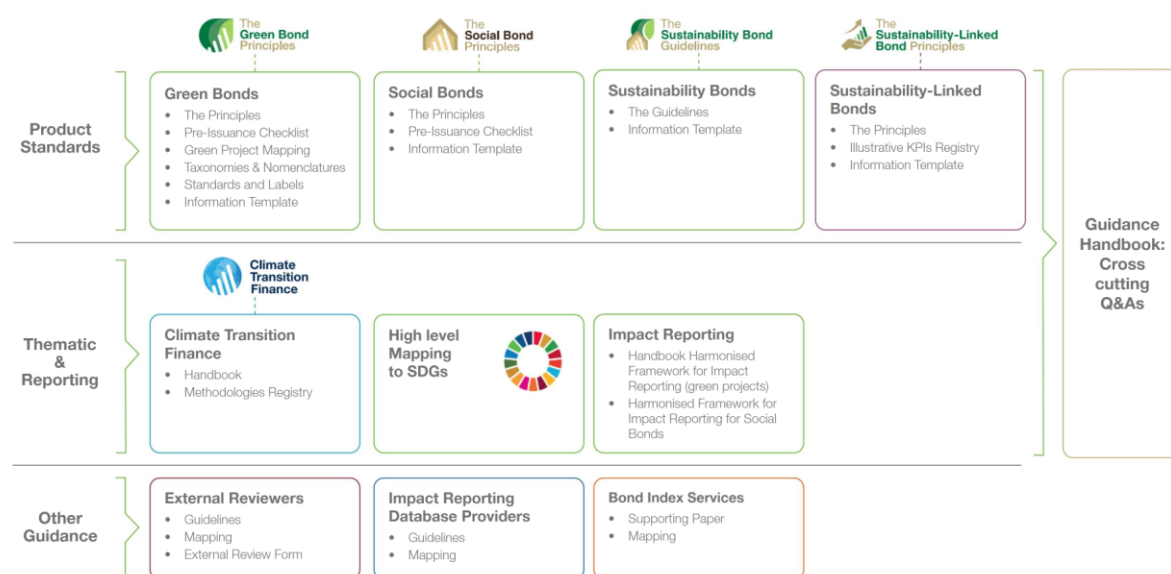 The
Green Bond
Principles
The
Social Bond
Principles
The
Sustainability Bond
Guidelines
The
Sustainability-Linked
Bond Principles
Product
Standards
Green Bonds
• The Principles
• Pre-Issuance Checklist
• Green Project Mapping
• Taxonomies & Nomenclatures
• Standards and Labels
• Information Template
Social Bonds
• The Principles
• Pre-Issuance Checklist
• Information Template
Sustainability Bonds
• The Guidelines
• Information Template
Sustainability-Linked
Bonds
• The Principles
• Illustrative KPIs Registry
• Information Template
Guidance
Handbook:
Cross
cutting
Q&As
Climate
Transition
Finance
Thematic
&
Reporting
Climate Transition
Finance
• Handbook
• Methodologies Registry
High level
Mapping
to SDGs
Impact Reporting
• Handbook Harmonised
Framework for Impact
Reporting (green projects)
• Harmonised Framework for
Impact Reporting for Social
Bonds
Other
Guidance
External Reviewers
• Guidelines
• Mapping
• External Review Form
Impact Reporting
Database Providers
• Guidelines
• Mapping
Bond Index Services
• Supporting Paper
• Mapping